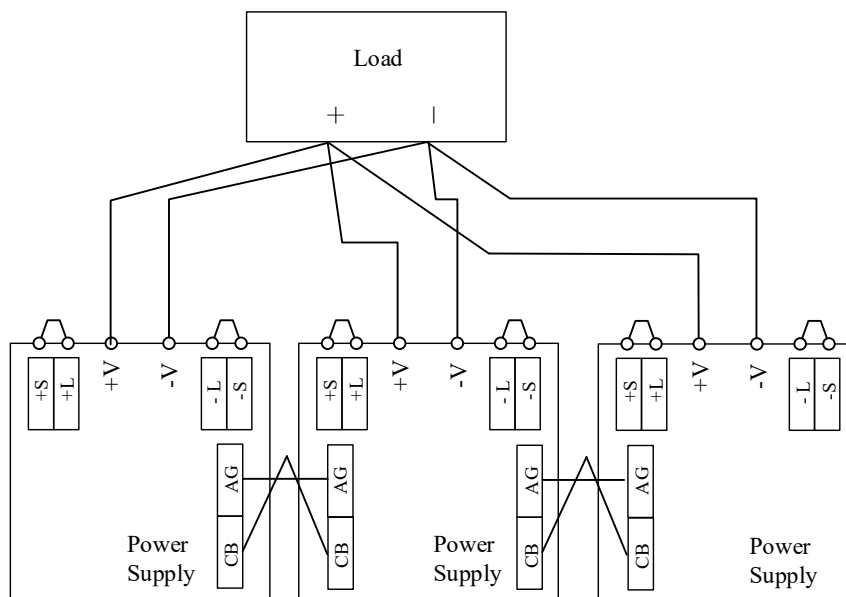 Load
+ -
+S +L +V -V -L -S
+S +L +V -V -L -S
+S +L +V -V -L -S
AG AG AG AG
CB CB CB CB
Power Supply
Power Supply
Power Supply